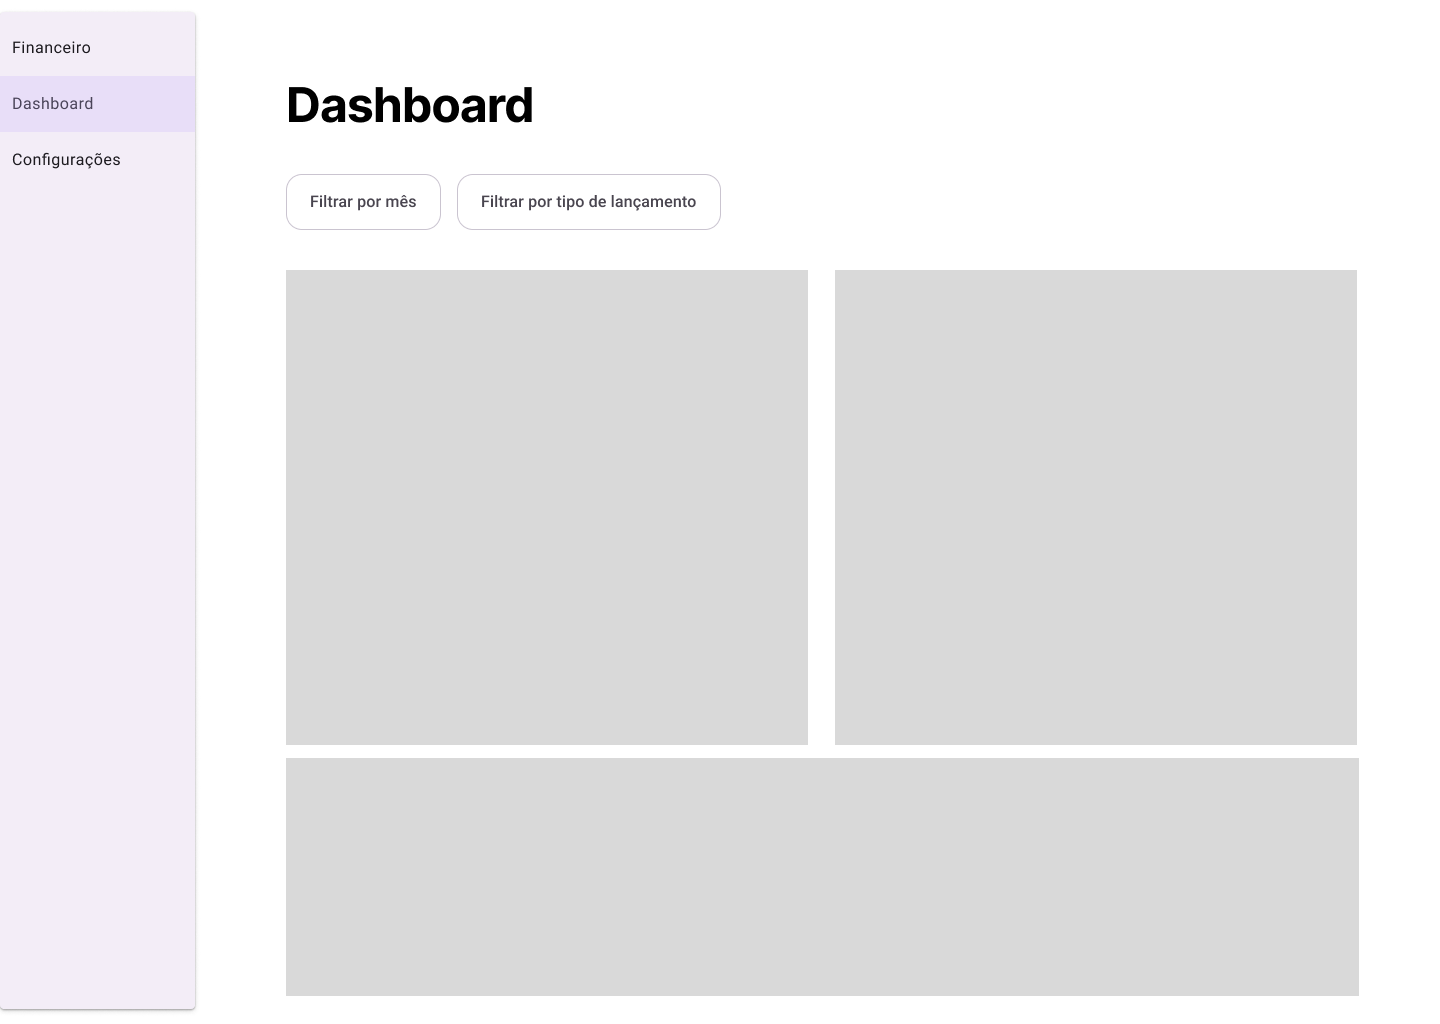 Financeiro
Dashboard
Configurações
Dashboard
Filtrar por mês
Filtrar por tipo de lançamento